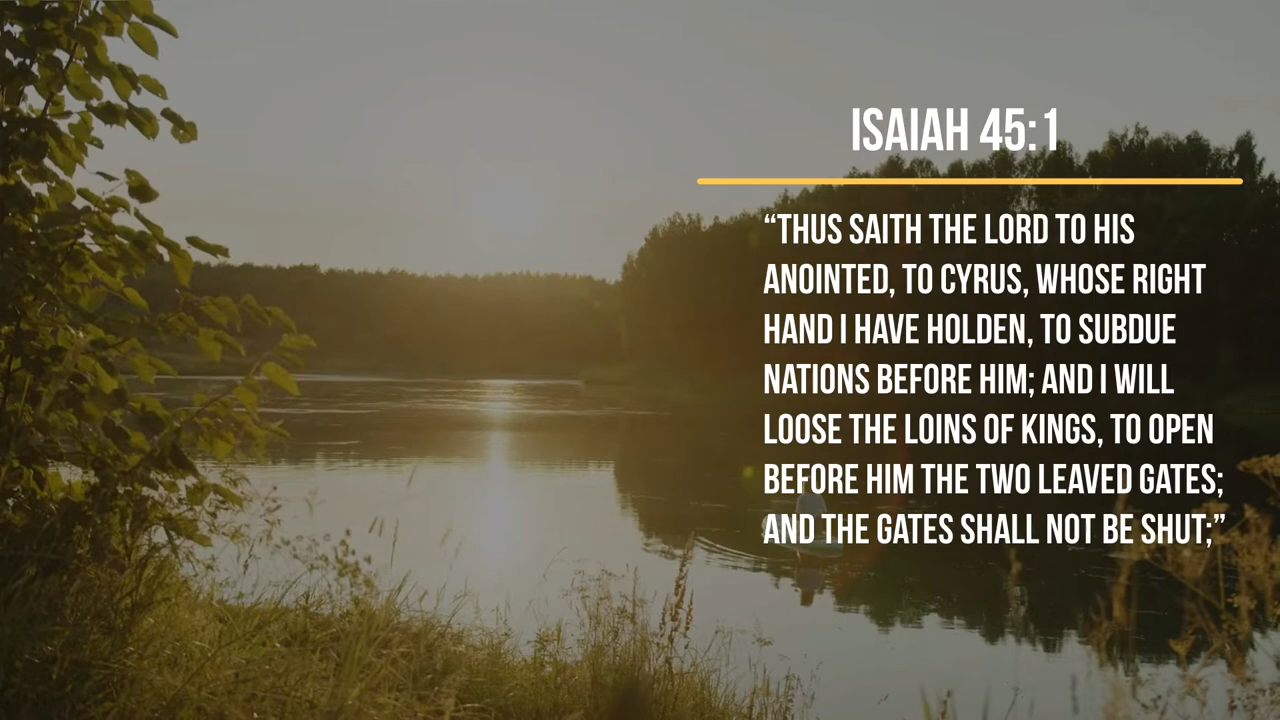 ISAIAH 45:1
“THUS SAITH THE LORD TO HIS
ANOINTED, TO CYRUS, WHOSE RIGHT
HAND I HAVE HOLDEN, TO SUBDUE
NATIONS BEFORE HIM; AND I WILL
LOOSE THE LOINS OF KINGS, TO OPEN
BEFORE HIM THE TWO LEAVED GATES;
AND THE GATES SHALL NOT BE SHUT;”